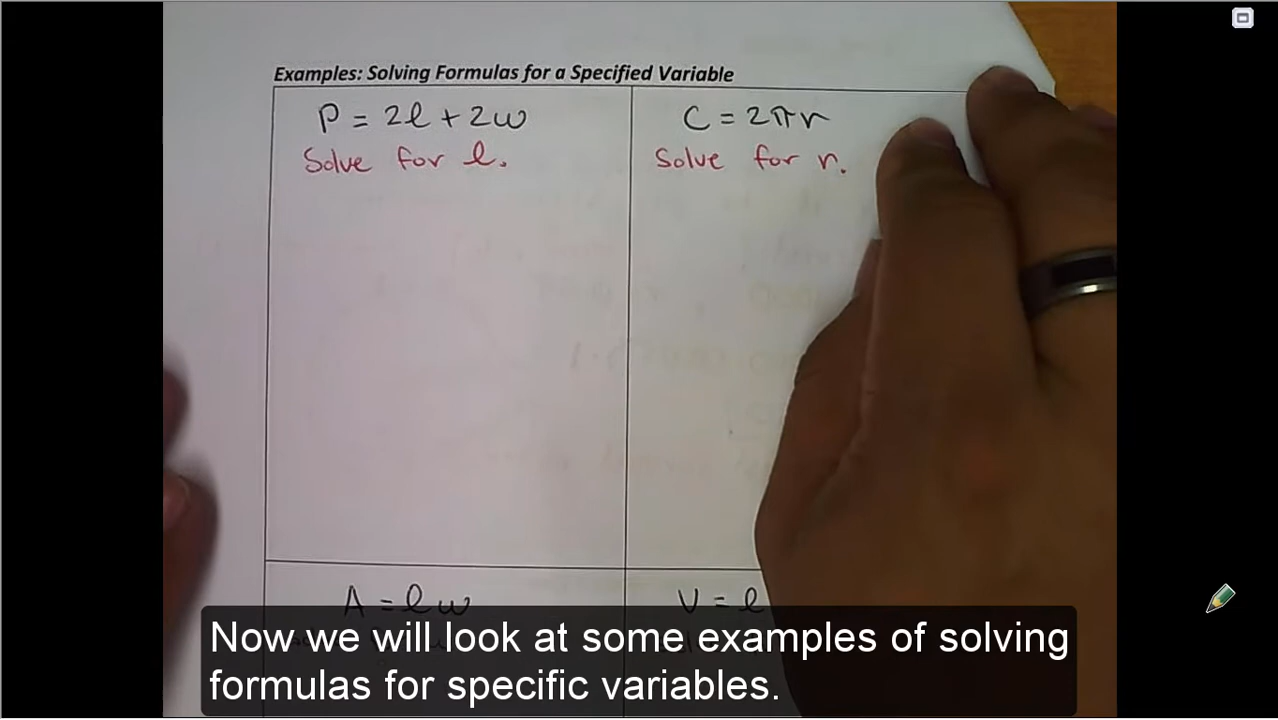 Examples: Solving Formulas for a Specified Variable
P = 2l + 2w
Solve for l.
C = 2πr
Solve for r.
A = lw
V = l
Now we will look at some examples of solving
formulas for specific variables.